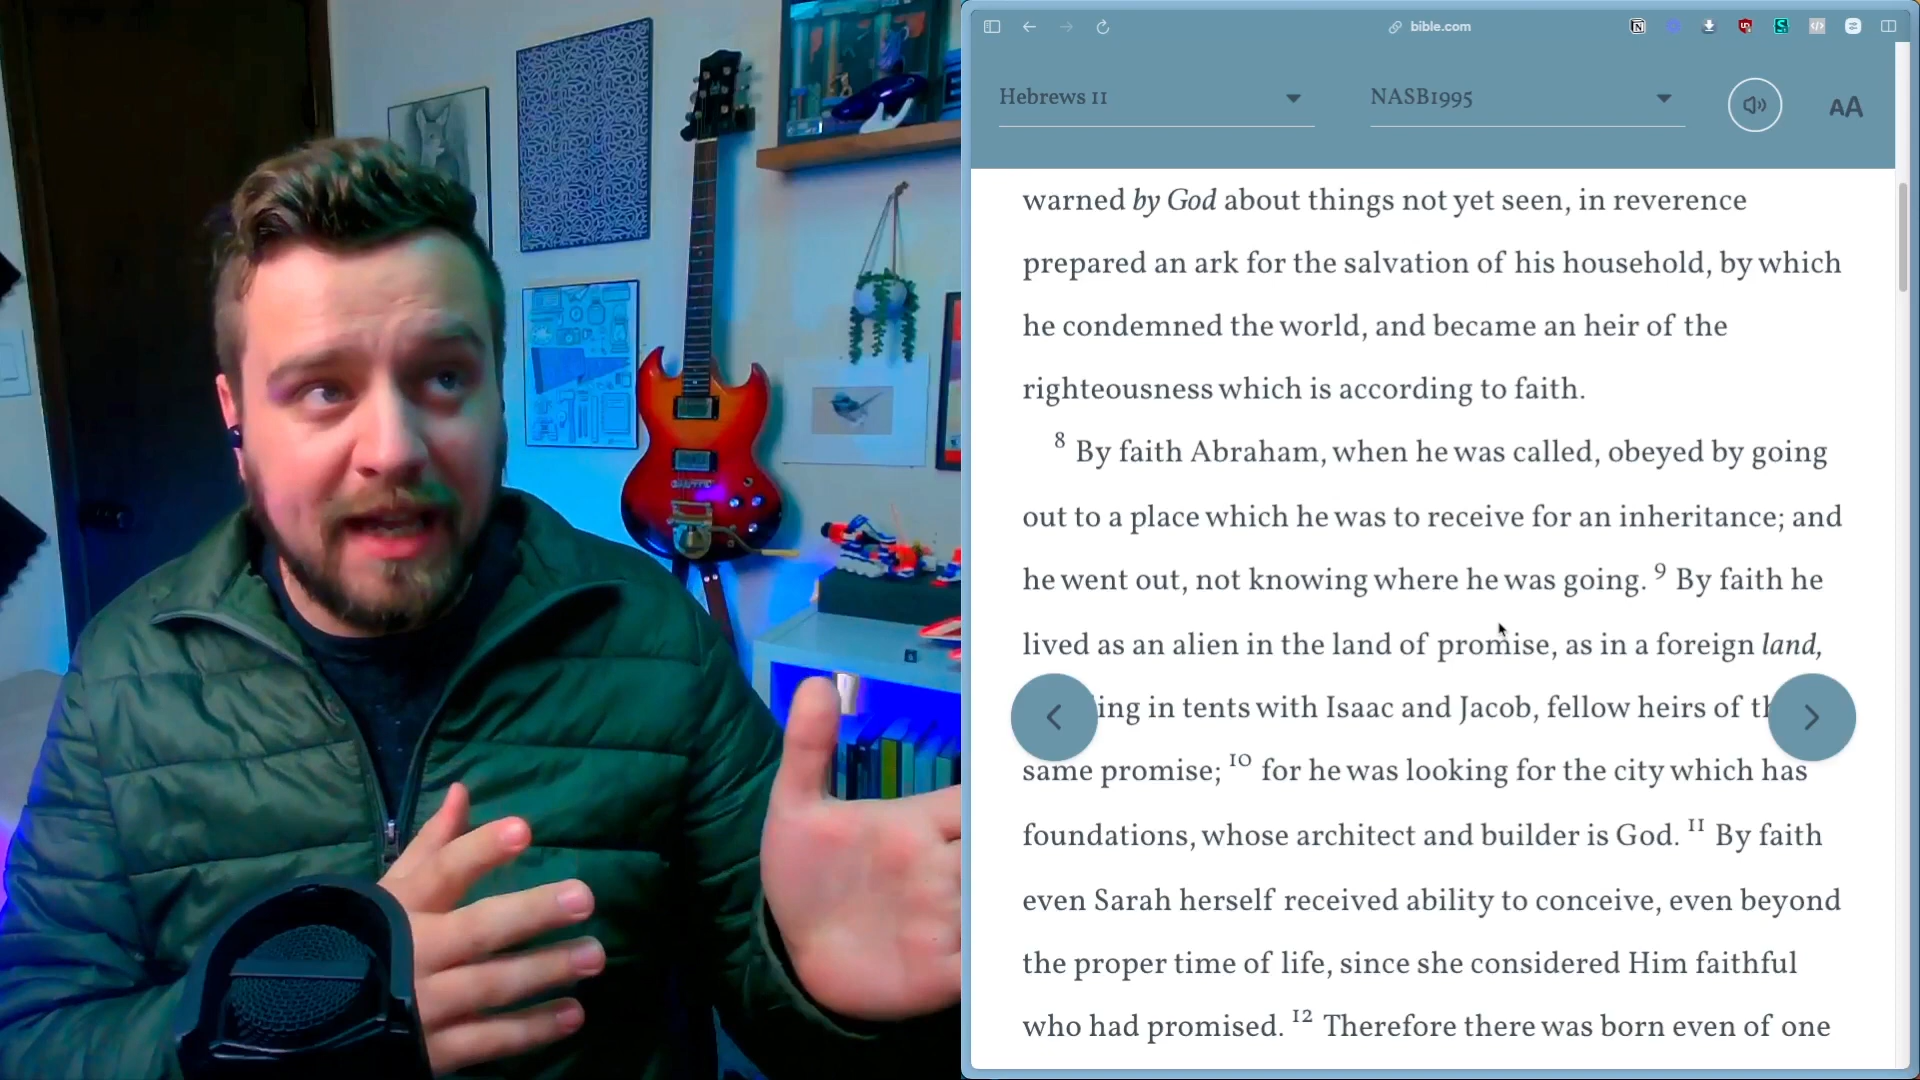 bible.com
Hebrews 11
NASB1995
AA
warned by God about things not yet seen, in reverence
prepared an ark for the salvation of his household, by which
he condemned the world, and became an heir of the
righteousness which is according to faith.
8 By faith Abraham, when he was called, obeyed by going
out to a place which he was to receive for an inheritance; and
he went out, not knowing where he was going. 9 By faith he
lived as an alien in the land of promise, as in a foreign land,
ing in tents with Isaac and Jacob, fellow heirs of th
same promise; 10 for he was looking for the city which has
foundations, whose architect and builder is God. 11 By faith
even Sarah herself received ability to conceive, even beyond
the proper time of life, since she considered Him faithful
who had promised. 12 Therefore there was born even of one